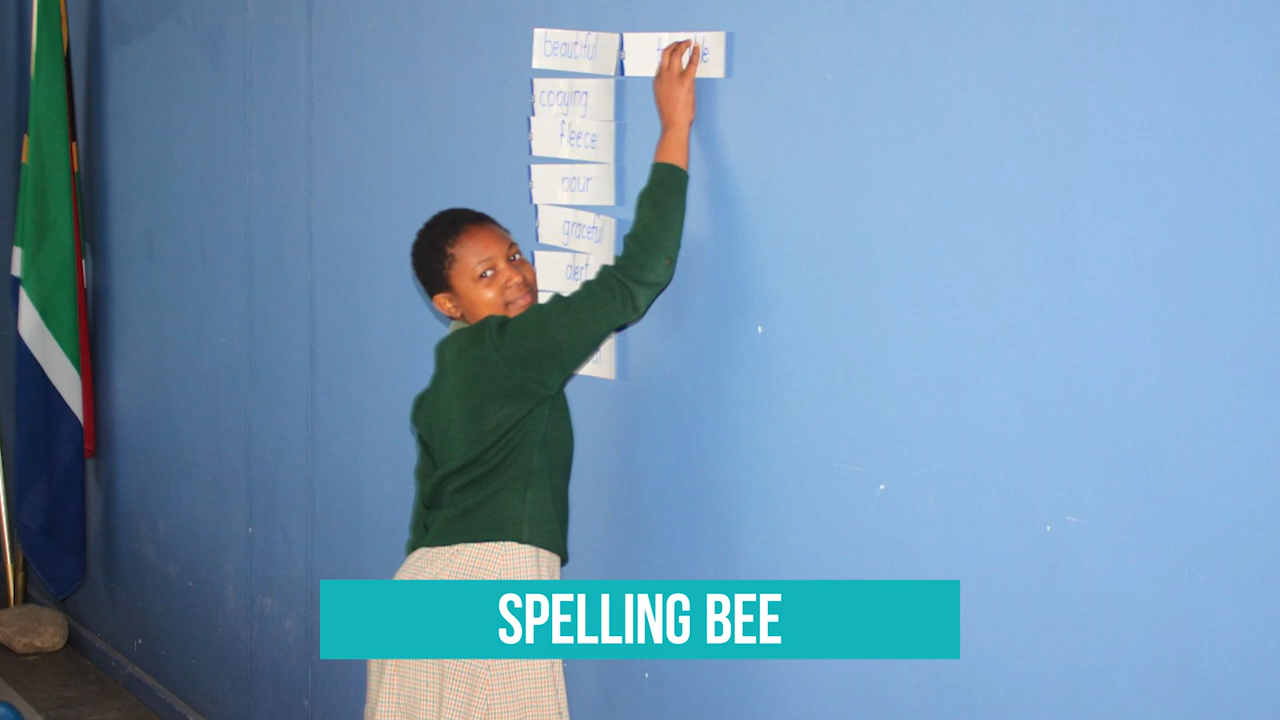 beautiful
copying
fleece
pour
graceful
alert
SPELLING BEE